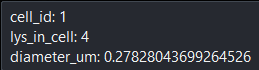 cell_id: 1
lys_in_cell: 4
diameter_um: 0.27828043699264526